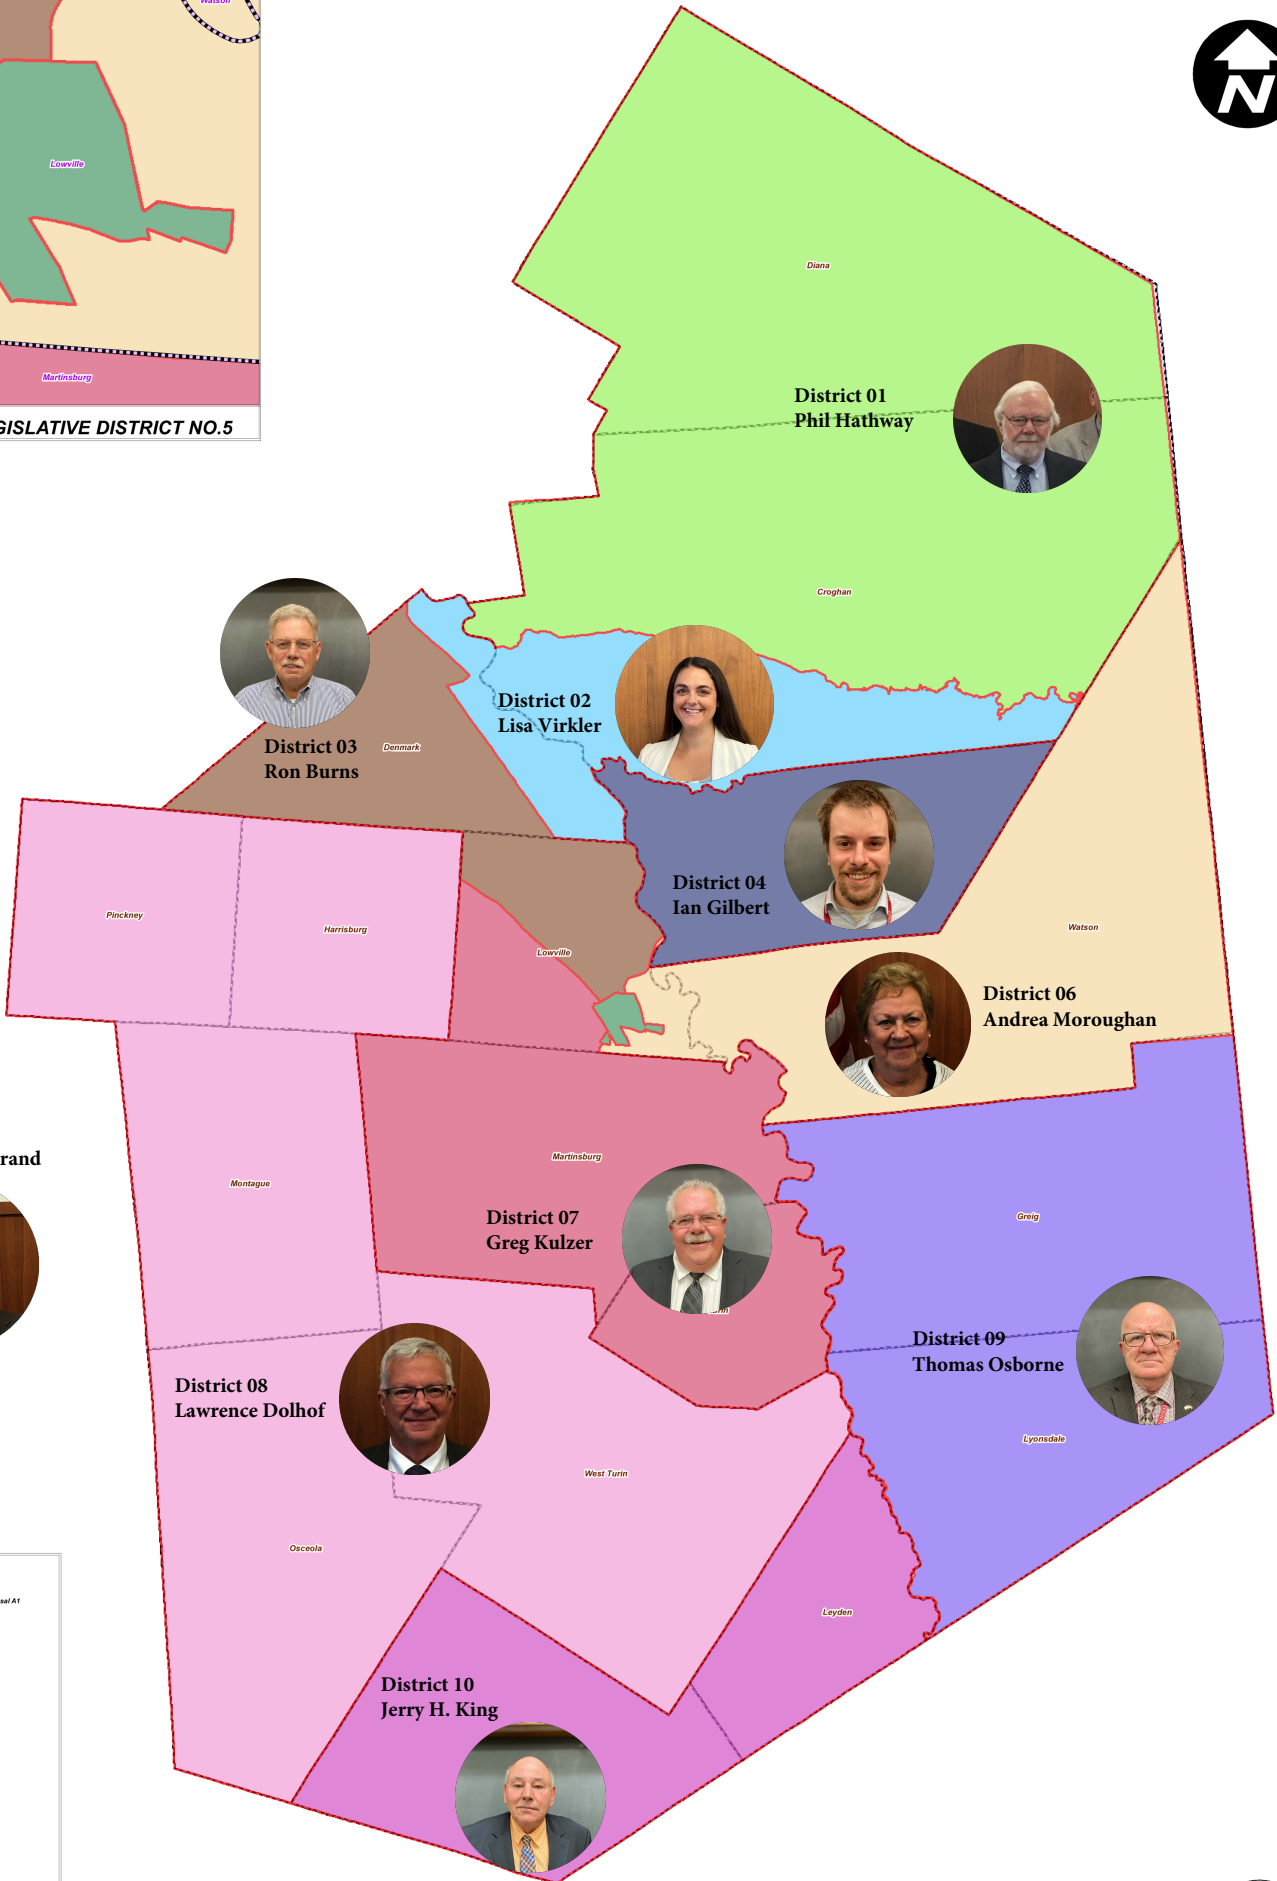 Watson
N
Lowville
Diana
Martinsburg
District 01
Phil Hathway
GISLATIVE DISTRICT NO.5
Croghan
District 02
Lisa Virkler
District 03
Ron Burns
Denmark
District 04
Ian Gilbert
Pinckney
Harrisburg
Lowville
Watson
District 06
Andrea Moroughan
rand
Martinsburg
Montague
District 07
Greg Kulzer
Greig
District 09
Thomas Osborne
District 08
Lawrence Dolhof
Lyonsdale
West Turin
Osceola
sal A1
Leyden
District 10
Jerry H. King